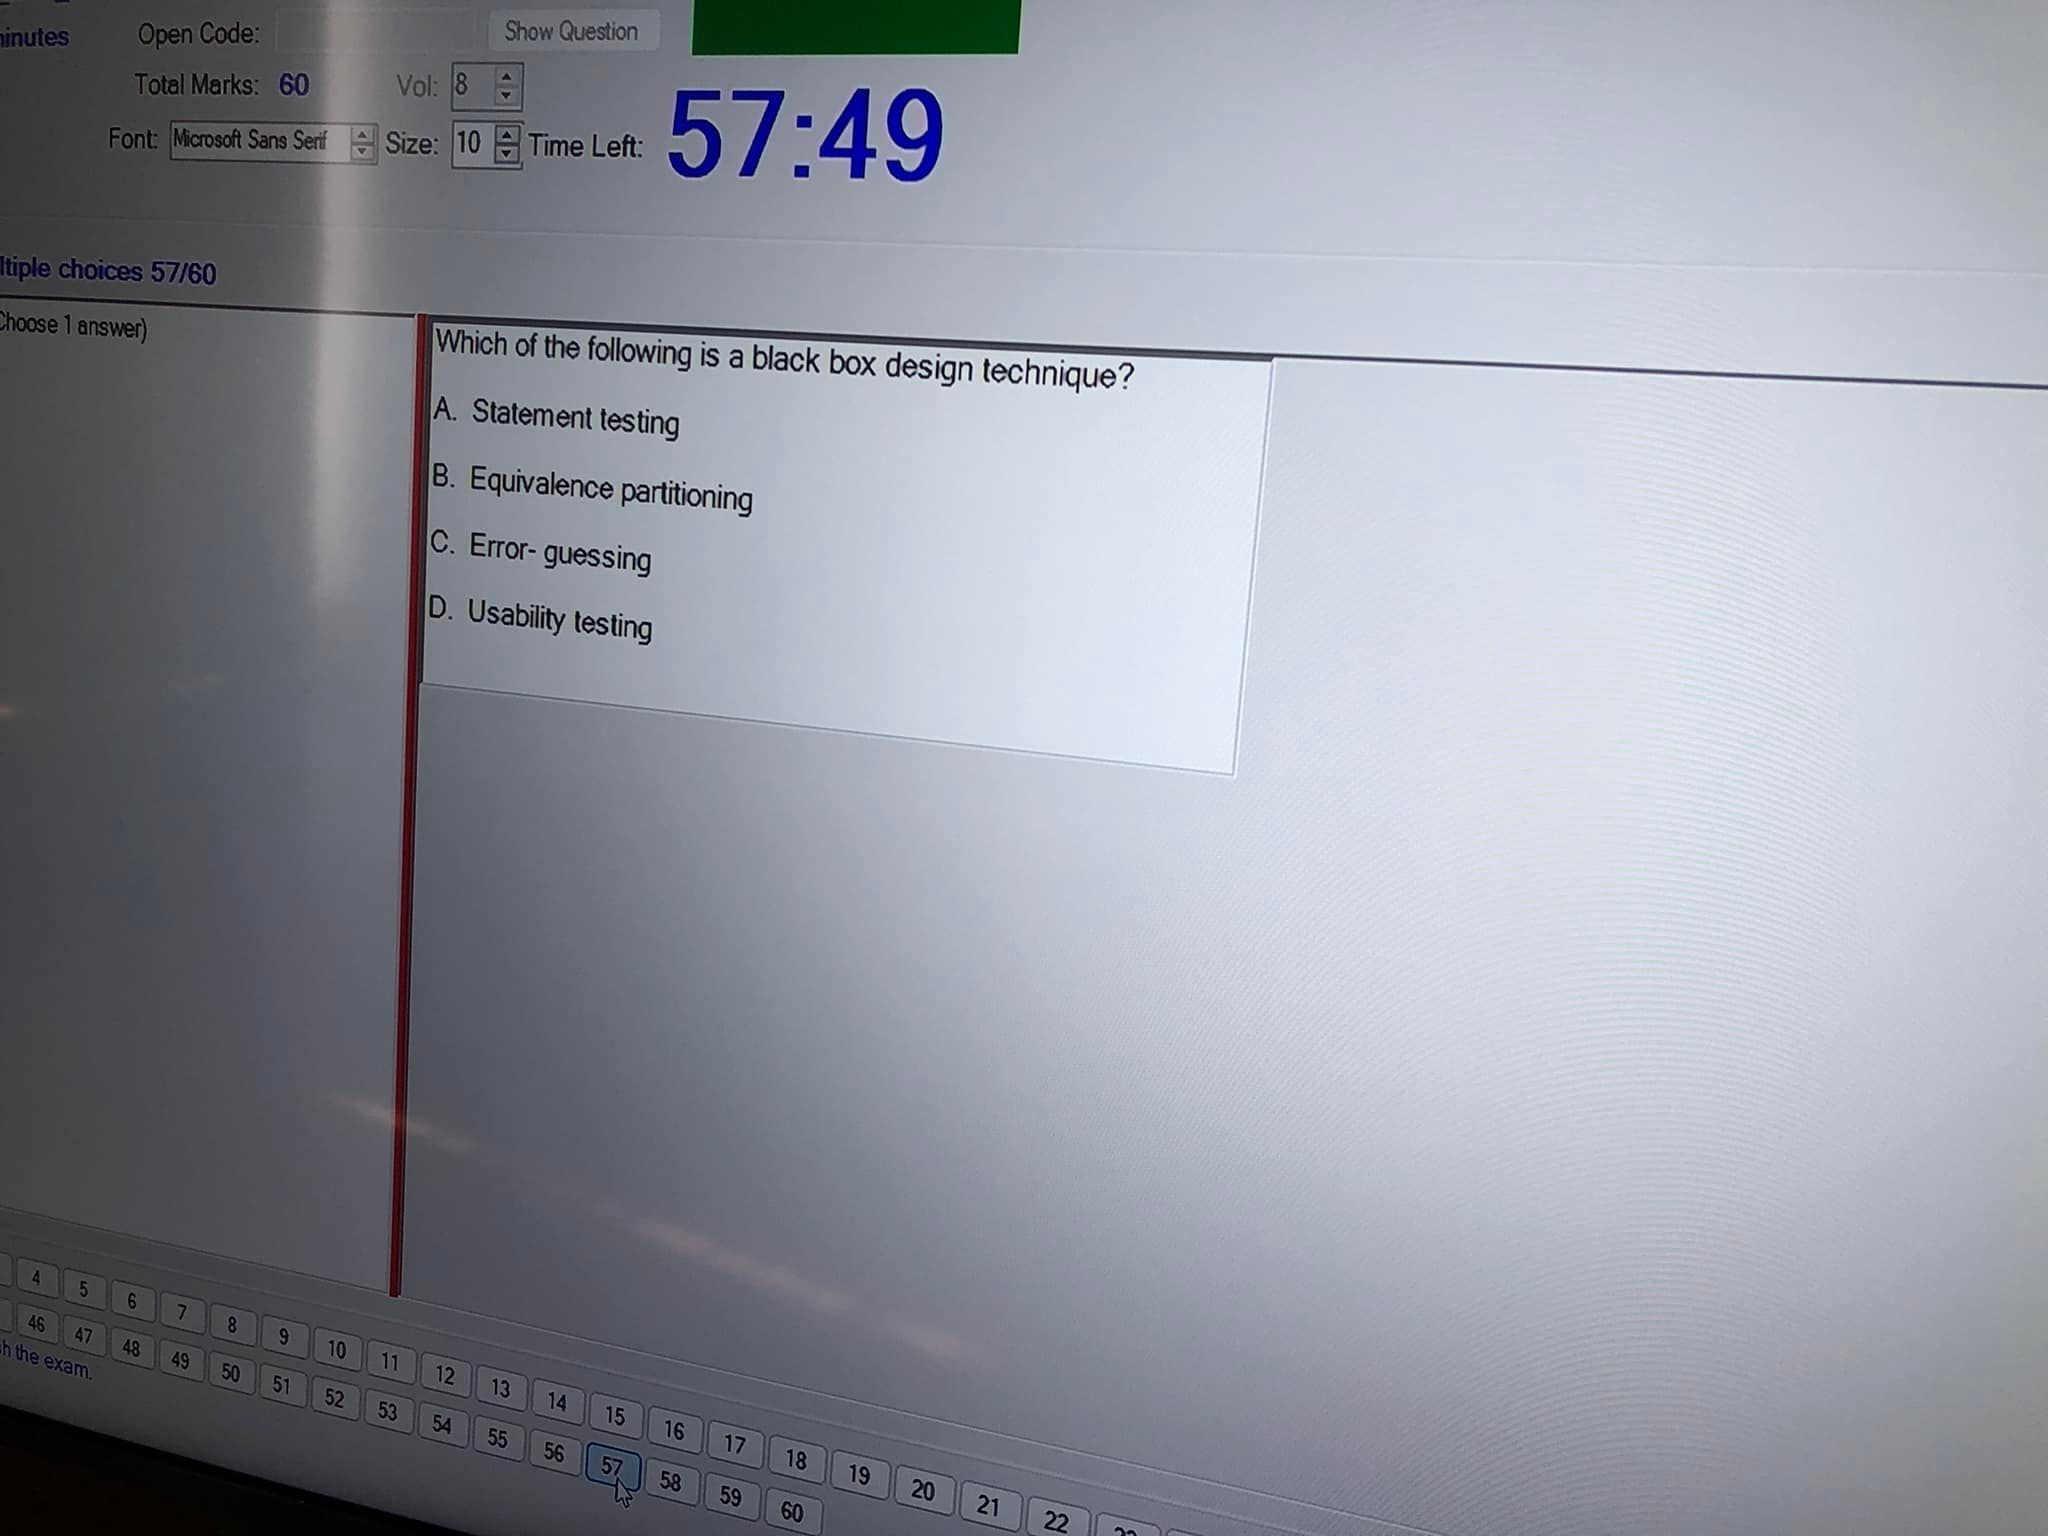 Open Code:
Show Question
Total Marks: 60
Vol: 8
Font: Microsoft Sans Serif
Size: 10
Time Left: 57:49
choices 57/60
1 answer)
Which of the following is a black box design technique?
A. Statement testing
B. Equivalence partitioning
C. Error- guessing
D. Usability testing
4 5 6 7 8 9 10 11 12 13 14 15 16 17 18 19 20 21 22
46 47 48 49 50 51 52 53 54 55 56 57 58 59 60
the exam.